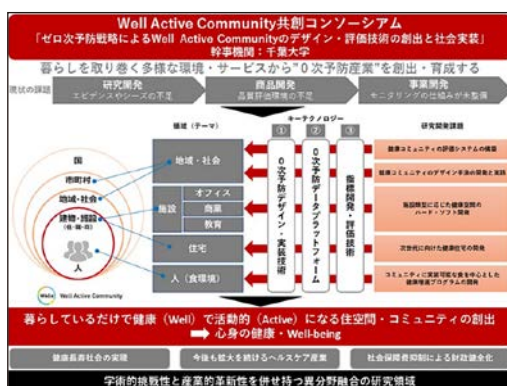 Well Active Community共創コンソーシアム
「ゼロ次予防戦略によるWell Active Communityのデザイン・評価技術の創出と社会実装」
幹事機関：千葉大学
暮らしを取り巻く多様な環境・サービスから"0次予防産業"を創出・育成する
現状の課題
研究開発
エビデンスやシーズの不足
商品開発
品質評価環境の不足
事業開発
モニタリングの仕組みが未整備
領域（テーマ）
キーテクノロジー
研究開発課題
① ② ③
国
市町村
地域・社会
建物・施設
人
地域・社会
施設
オフィス
商業
教育
住宅
人（食環境）
0次予防デザイン・実装技術
0次予防データプラットフォーム
指標開発・評価技術
健康コミュニティの評価システムの構築
健康コミュニティのデザイン手法の開発と実践
施設類型に応じた健康空間の
ハード・ソフト開発
次世代に向けた健康住宅の開発
コミュニティに実装可能な食を中心とした
健康増進プログラムの開発
Well Active Community
暮らしているだけで健康（Well）で活動的（Active）になる住空間・コミュニティの創出
心身の健康・Well-being
健康長寿社会の実現
今後も拡大を続けるヘルスケア産業
社会保障費抑制による財政健全化
学術的挑戦性と産業的革新性を併せ持つ異分野融合の研究領域